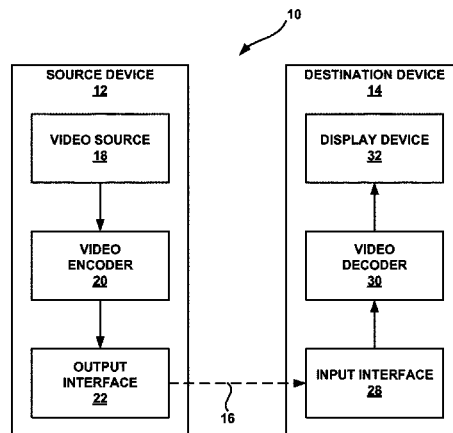 10
SOURCE DEVICE
12
VIDEO SOURCE
18
VIDEO
ENCODER
20
OUTPUT
INTERFACE
22
16
DESTINATION DEVICE
14
DISPLAY DEVICE
32
VIDEO
DECODER
30
INPUT INTERFACE
28